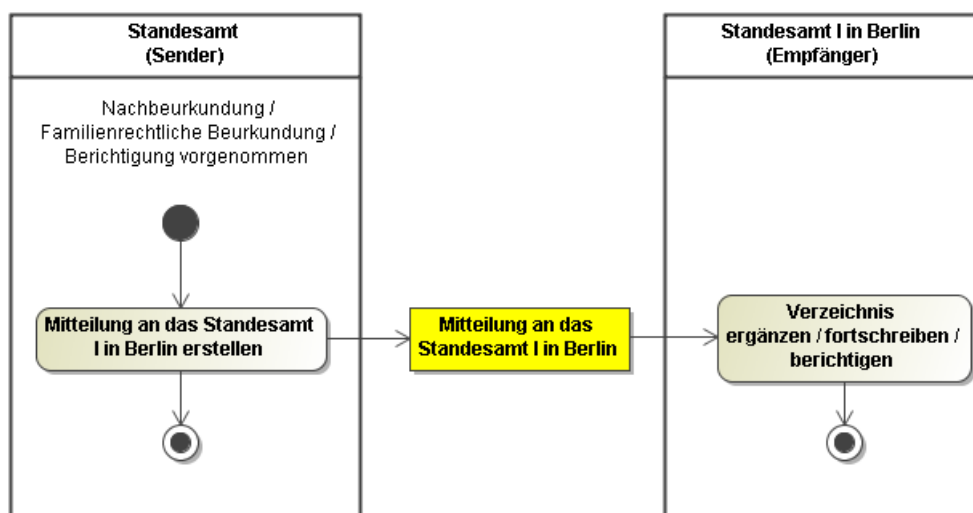 Standesamt
(Sender)
Standesamt I in Berlin
(Empfänger)
Nachbeurkundung /
Familienrechtliche Beurkundung /
Berichtigung vorgenommen
Mitteilung an das Standesamt
I in Berlin erstellen
Mitteilung an das
Standesamt I in Berlin
Verzeichnis
ergänzen / fortschreiben /
berichtigen